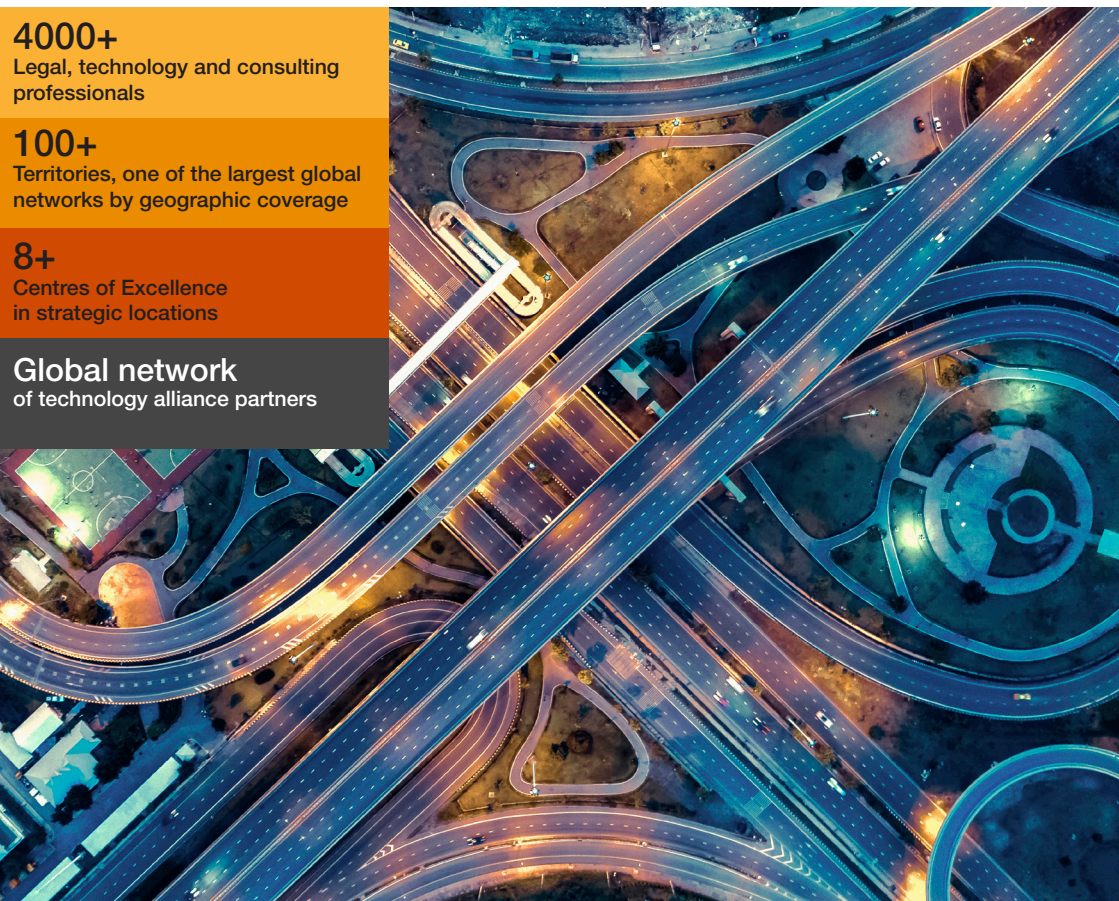 4000+
Legal, technology and consulting
professionals
100+
Territories, one of the largest global
networks by geographic coverage
8+
Centres of Excellence
in strategic locations
Global network
of technology alliance partners